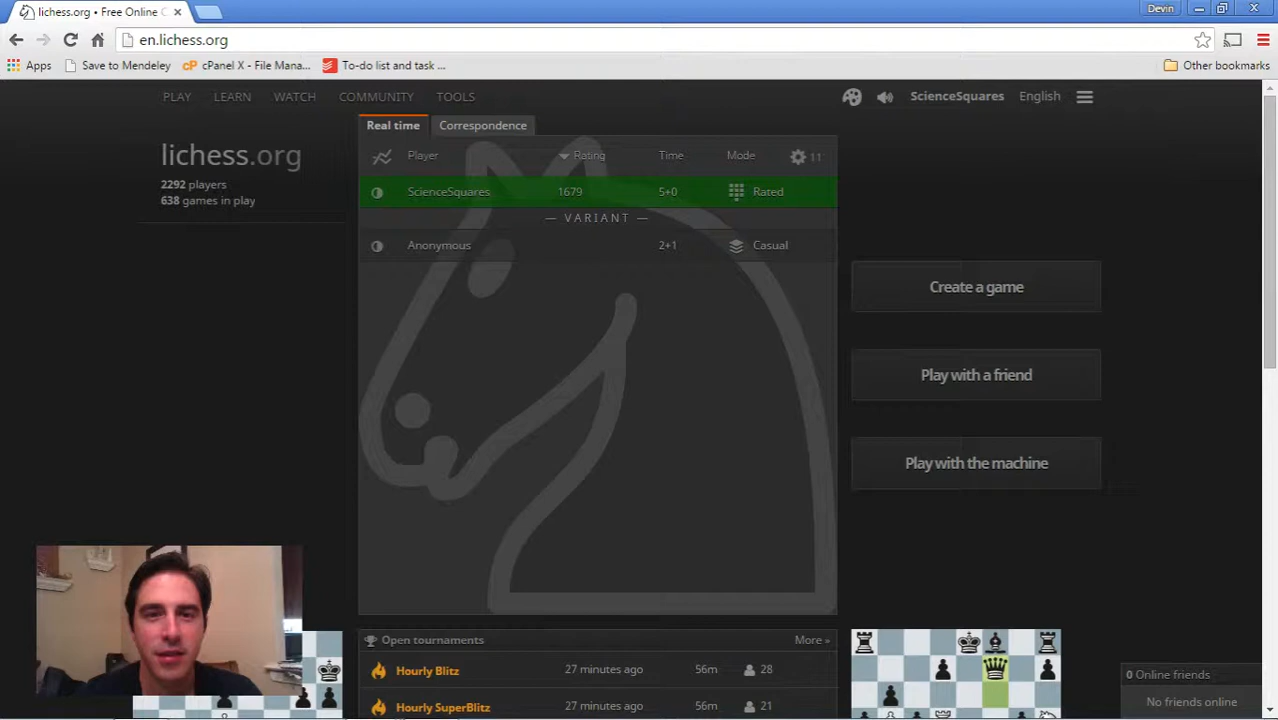 lichess.org • Free Online C
Devin
en.lichess.org
Apps Save to Mendeley cPanel X - File Mana... To-do list and task ... Other bookmarks
PLAY LEARN WATCH COMMUNITY TOOLS ScienceSquares English
lichess.org
2292 players
638 games in play
Real time Correspondence
Player Rating Time Mode 11
ScienceSquares 1679 5+0 Rated
— VARIANT —
Anonymous 2+1 Casual
Create a game
Play with a friend
Play with the machine
Open tournaments More »
Hourly Blitz 27 minutes ago 56m 28
Hourly SuperBlitz 27 minutes ago 56m 21
0 Online friends
No friends online